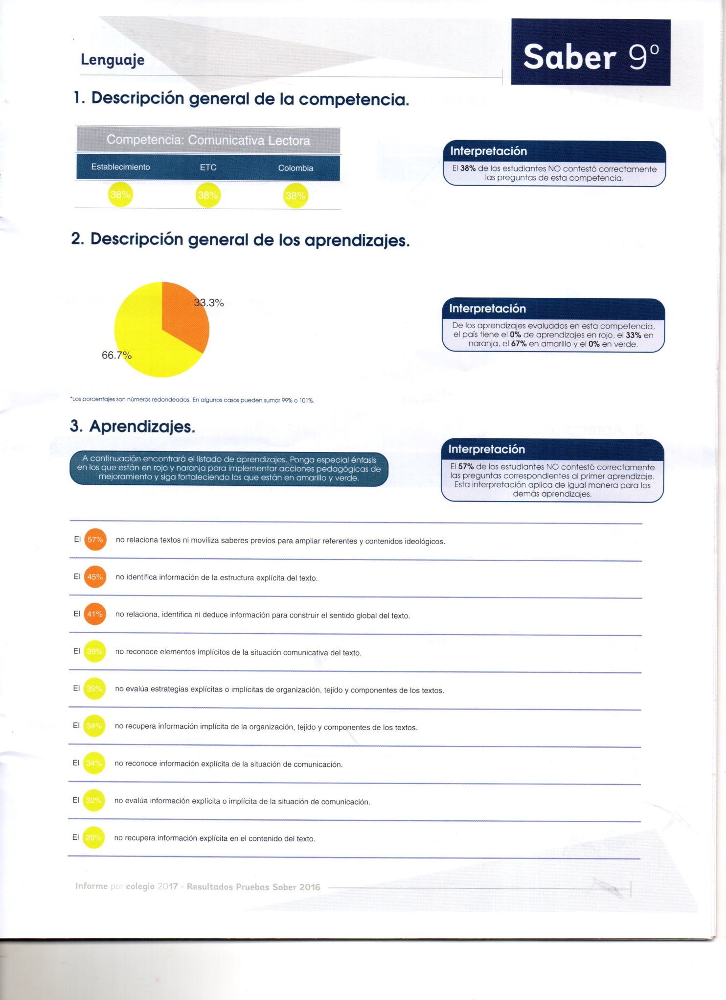 Lenguaje
Saber 9º
1. Descripción general de la competencia.
Competencia: Comunicativa Lectora
Establecimiento ETC Colombia
38% 38% 38%
Interpretación
El 38% de los estudiantes NO contestó correctamente
las preguntas de esta competencia.
2. Descripción general de los aprendizajes.
33.3%
66.7%
Interpretación
De los aprendizajes evaluados en esta competencia,
el país tiene el 0% de aprendizajes en rojo, el 33% en
naranja, el 67% en amarillo y el 0% en verde.
*Los porcentajes son números redondeados. En algunos casos pueden sumar 99% o 101%.
3. Aprendizajes.
A continuación encontrará el listado de aprendizajes. Ponga especial énfasis
en los que están en rojo y naranja para implementar acciones pedagógicas de
mejoramiento y siga fortaleciendo los que están en amarillo y verde.
Interpretación
El 57% de los estudiantes NO contestó correctamente
las preguntas correspondientes al primer aprendizaje.
Esta interpretación aplica de igual manera para los
demás aprendizajes.
El 57% no relaciona textos ni moviliza saberes previos para ampliar referentes y contenidos ideológicos.
El 45% no identifica información de la estructura explícita del texto.
El 41% no relaciona, identifica ni deduce información para construir el sentido global del texto.
El 39% no reconoce elementos implícitos de la situación comunicativa del texto.
El 39% no evalúa estrategias explícitas o implícitas de organización, tejido y componentes de los textos.
El 34% no recupera información implícita de la organización, tejido y componentes de los textos.
El 34% no reconoce información explícita de la situación de comunicación.
El 32% no evalúa información explícita o implícita de la situación de comunicación.
El 29% no recupera información explícita en el contenido del texto.
Informe por colegio 2017 - Resultados Pruebas Saber 2016